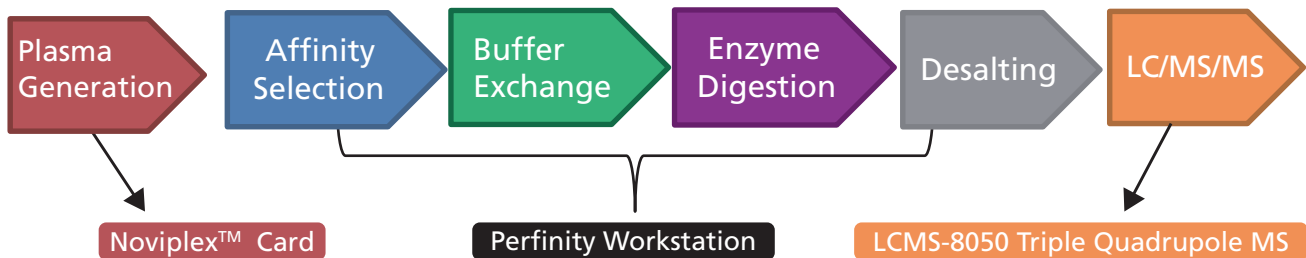 Plasma
Generation
Affinity
Selection
Buffer
Exchange
Enzyme
Digestion
Desalting
LC/MS/MS
Noviplex™ Card
Perfinity Workstation
LCMS-8050 Triple Quadrupole MS